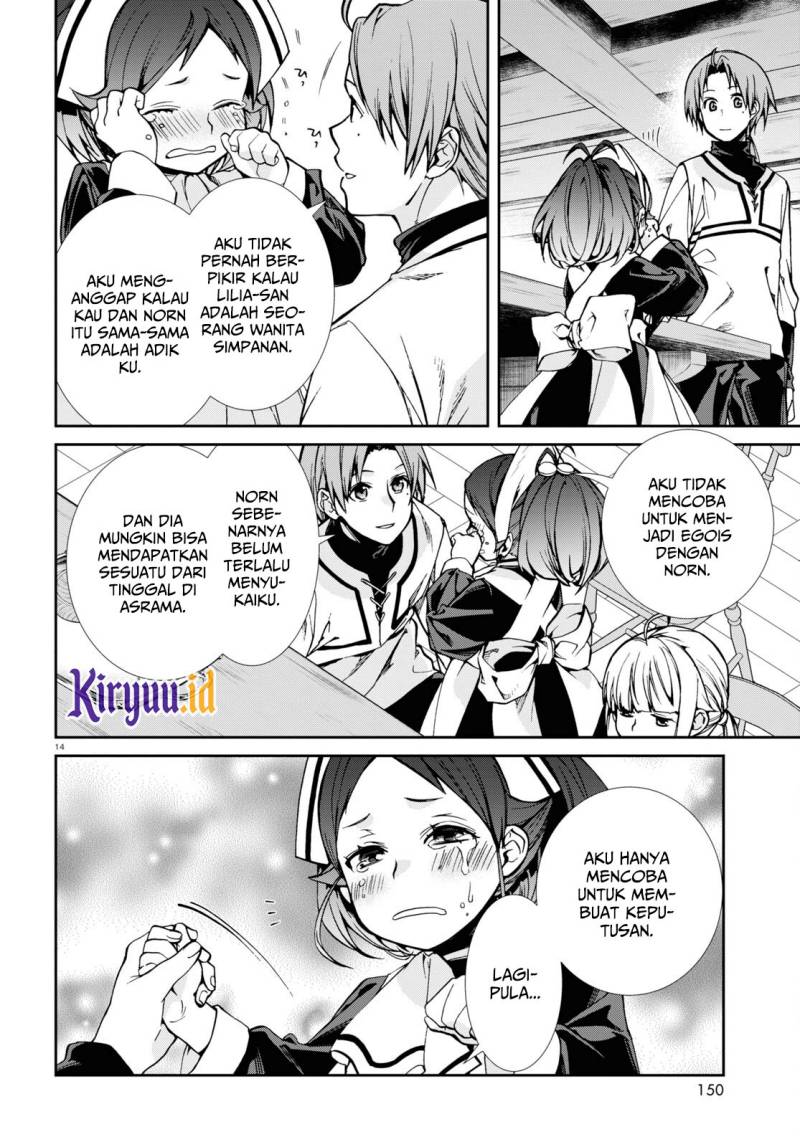 AKU TIDAK
PERNAH BER-
PIKIR KALAU
LILIA-SAN
ADALAH SEO-
RANG WANITA
SIMPANAN.
AKU MENG-
ANGGAP KALAU
KAU DAN NORN
ITU SAMA-SAMA
ADALAH ADIK
KU.
AKU TIDAK
MENCOBA
UNTUK MEN-
JADI EGOIS
DENGAN
NORN.
NORN
SEBE-
NARNYA
BELUM
TERLALU
MENYU-
KAIKU.
DAN DIA
MUNGKIN BISA
MENDAPATKAN
SESUATU DARI
TINGGAL DI
ASRAMA.
Kiryuu.id
14
AKU HANYA
MENCOBA
UNTUK MEM-
BUAT KEPU-
TUSAN.
LAGI-
PULA...
150